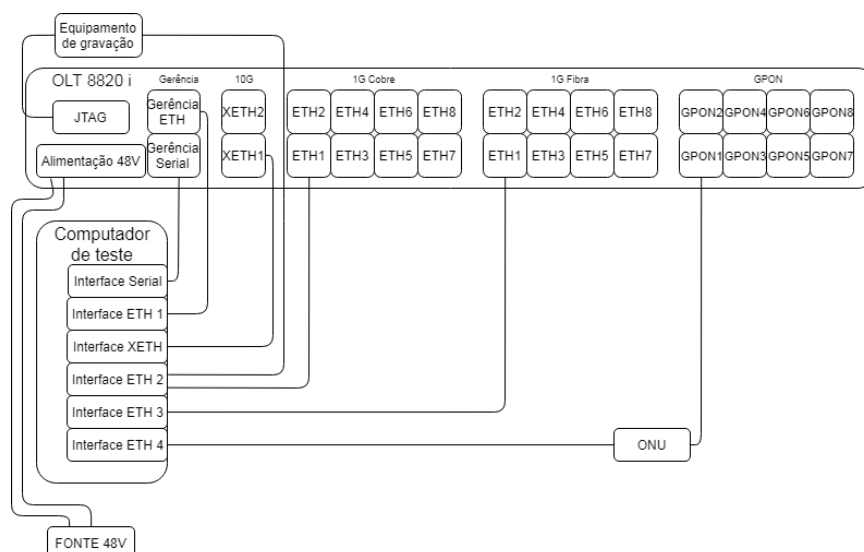 Equipamento
de gravação
OLT 8820 i
Gerência
10G
1G Cobre
1G Fibra
GPON
JTAG
Gerência
ETH
XETH2
ETH2
ETH4
ETH6
ETH8
ETH2
ETH4
ETH6
ETH8
GPON2
GPON4
GPON6
GPON8
Alimentação 48V
Gerência
Serial
XETH1
ETH1
ETH3
ETH5
ETH7
ETH1
ETH3
ETH5
ETH7
GPON1
GPON3
GPON5
GPON7
Computador
de teste
Interface Serial
Interface ETH 1
Interface XETH
Interface ETH 2
Interface ETH 3
Interface ETH 4
ONU
FONTE 48V